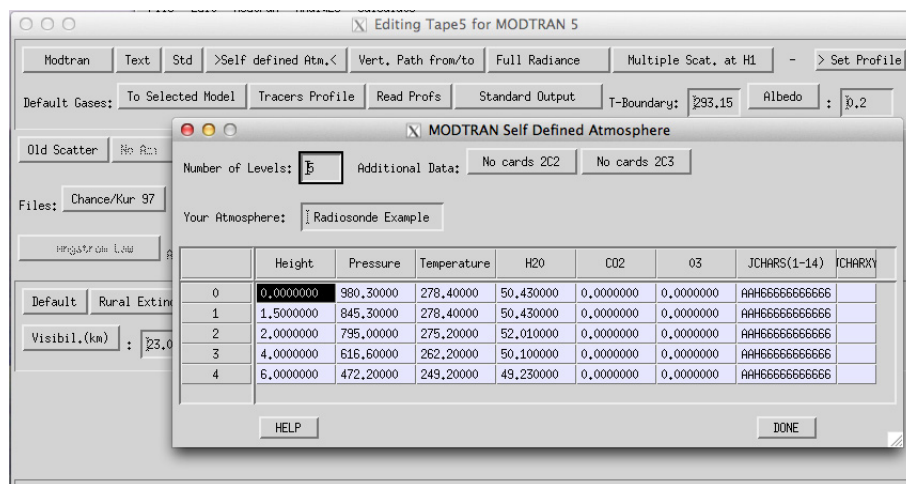 Editing Tape5 for MODTRAN 5
Modtran Text Std >Self defined Atm.< Vert. Path from/to Full Radiance Multiple Scat. at H1 - > Set Profile
Default Gases: To Selected Model Tracers Profile Read Profs Standard Output T-Boundary: 293.15 Albedo : 0.2
MODTRAN Self Defined Atmosphere
Old Scatter
Number of Levels: 5 Additional Data: No cards 2C2 No cards 2C3
Files: Chance/Kur 97
Your Atmosphere: Radiosonde Example
Angstrom Law
Height Pressure Temperature H2O CO2 O3 JCHARS(1-14) JCHARXY
0 0.0000000 980.30000 278.40000 50.430000 0.0000000 0.0000000 AAH66666666666
1 1.5000000 845.30000 278.40000 50.430000 0.0000000 0.0000000 AAH66666666666
2 2.0000000 795.00000 275.20000 52.010000 0.0000000 0.0000000 AAH66666666666
3 4.0000000 616.60000 262.20000 50.100000 0.0000000 0.0000000 AAH66666666666
4 6.0000000 472.20000 249.20000 49.230000 0.0000000 0.0000000 AAH66666666666
Default Rural Extinc
Visibil.(km) : 23.0
HELP DONE